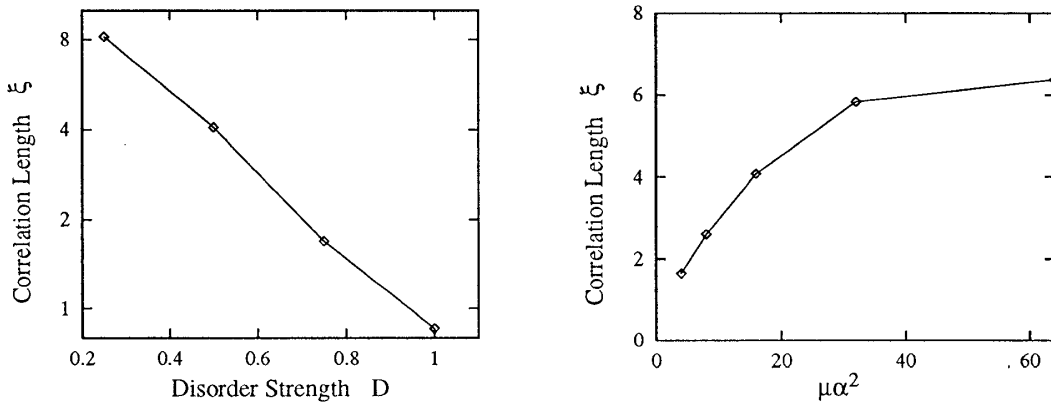 8
4
2
1
0.2 0.4 0.6 0.8 1
Disorder Strength D
Correlation Length ξ
8
6
4
2
0
0 20 40 60
μα²
Correlation Length ξ